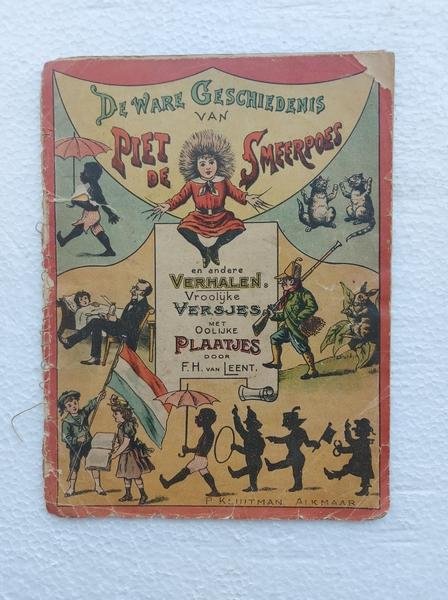 DE WARE GESCHIEDENIS
VAN
PIET DE SMEERPOES
en andere
VERHALEN.
Vroolijke
VERSJES
MET
OOLIJKE
PLAATJES
DOOR
F. H. VAN LEENT.
P. KLUITMAN ALKMAAR